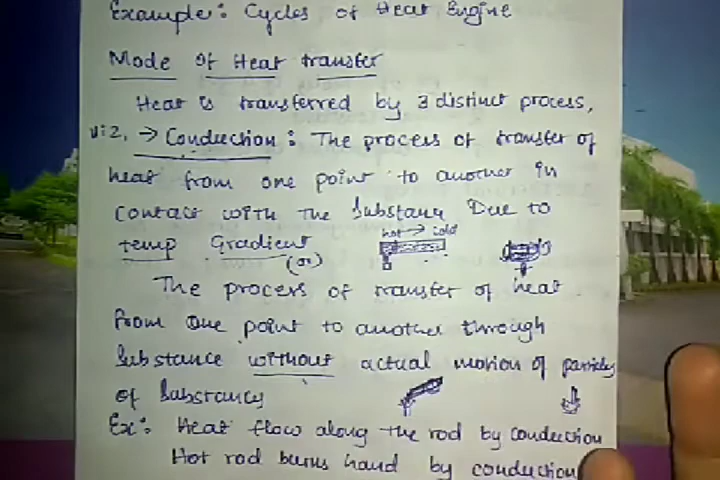 Example: Cycles of Heat Engine
Mode of Heat transfer
Heat is transferred by 3 distinct process,
viz, → Conduction: The process of transfer of
heat from one point to another in
contact with the Substance Due to
hot → cold
temp Gradient
(or)
The process of transfer of heat
from one point to another through
Substance without actual motion of particles
of Substances
Ex: Heat flow along the rod by conduction
Hot rod burns hand by conduction